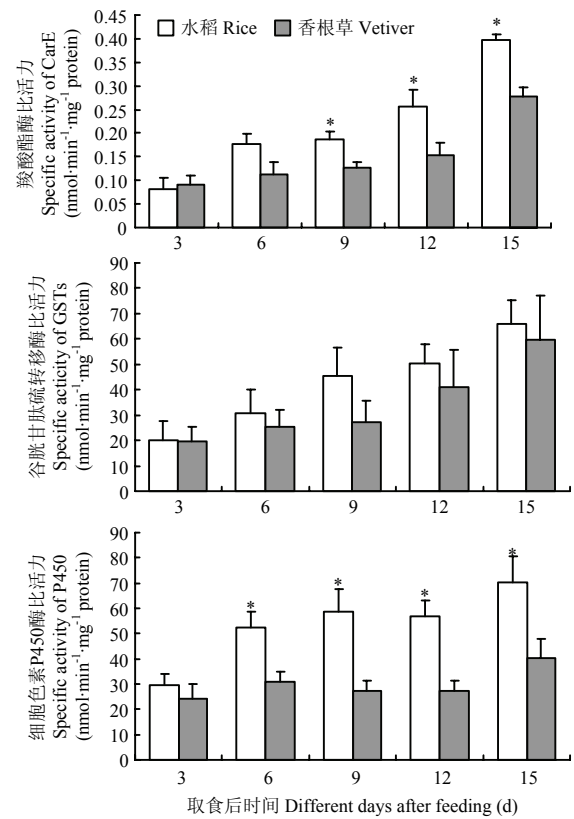 水稻 Rice 香根草 Vetiver
羧酸酯酶比活力
Specific activity of CarE
(nmol·min⁻¹·mg⁻¹ protein)
0.45
0.40
0.35
0.30
0.25
0.20
0.15
0.10
0.05
0
* * *
3 6 9 12 15
谷胱甘肽硫转移酶比活力
Specific acticity of GSTs
(nmol·min⁻¹·mg⁻¹ protein)
90
80
70
60
50
40
30
20
10
0
3 6 9 12 15
细胞色素P450酶比活力
Specific activity of P450
(nmol·min⁻¹·mg⁻¹ protein)
90
80
70
60
50
40
30
20
10
0
* * * *
3 6 9 12 15
取食后时间 Different days after feeding (d)